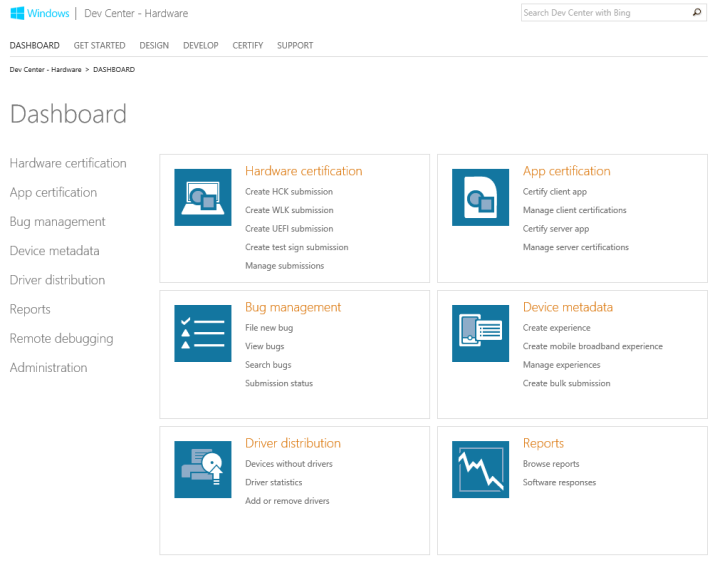 Windows | Dev Center - Hardware
Search Dev Center with Bing
DASHBOARD GET STARTED DESIGN DEVELOP CERTIFY SUPPORT
Dev Center - Hardware > DASHBOARD
Dashboard
Hardware certification
App certification
Bug management
Device metadata
Driver distribution
Reports
Remote debugging
Administration
Hardware certification
Create HCK submission
Create WLK submission
Create UEFI submission
Create test sign submission
Manage submissions
App certification
Certify client app
Manage client certifications
Certify server app
Manage server certifications
Bug management
File new bug
View bugs
Search bugs
Submission status
Device metadata
Create experience
Create mobile broadband experience
Manage experiences
Create bulk submission
Driver distribution
Devices without drivers
Driver statistics
Add or remove drivers
Reports
Browse reports
Software responses